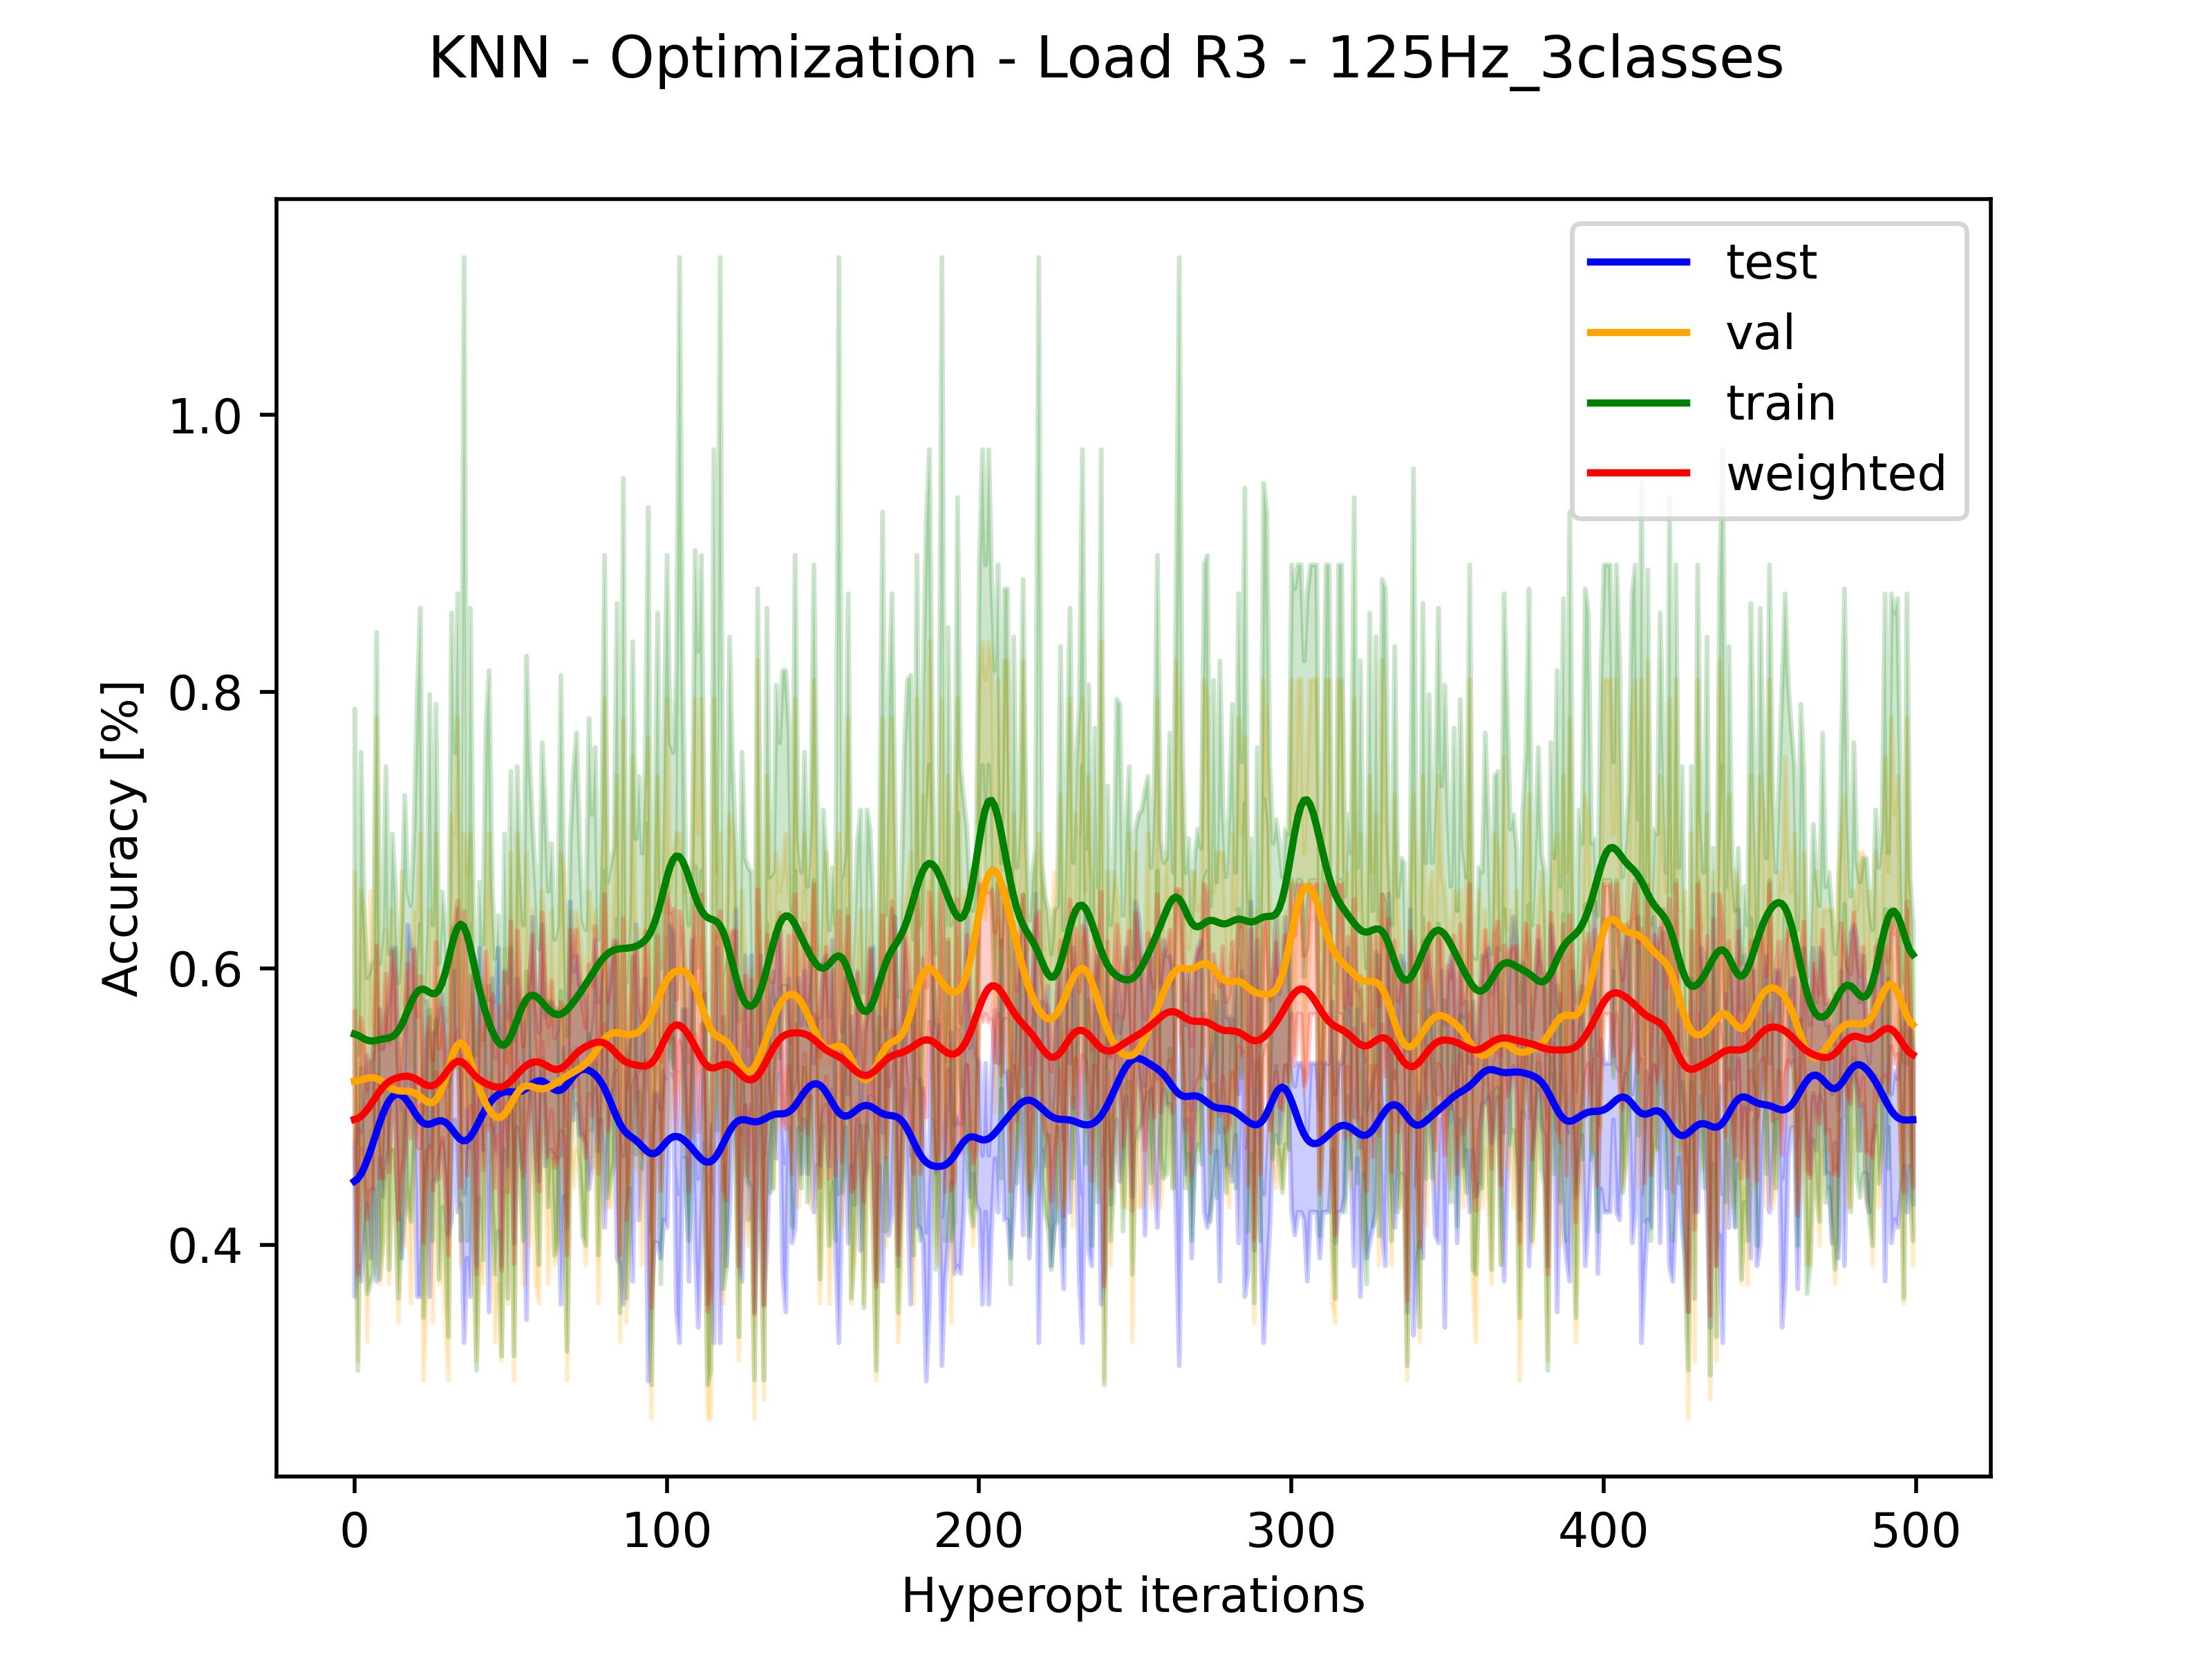 KNN - Optimization - Load R3 - 125Hz_3classes
test
val
train
weighted
1.0
0.8
0.6
0.4
Accuracy [%]
0 100 200 300 400 500
Hyperopt iterations